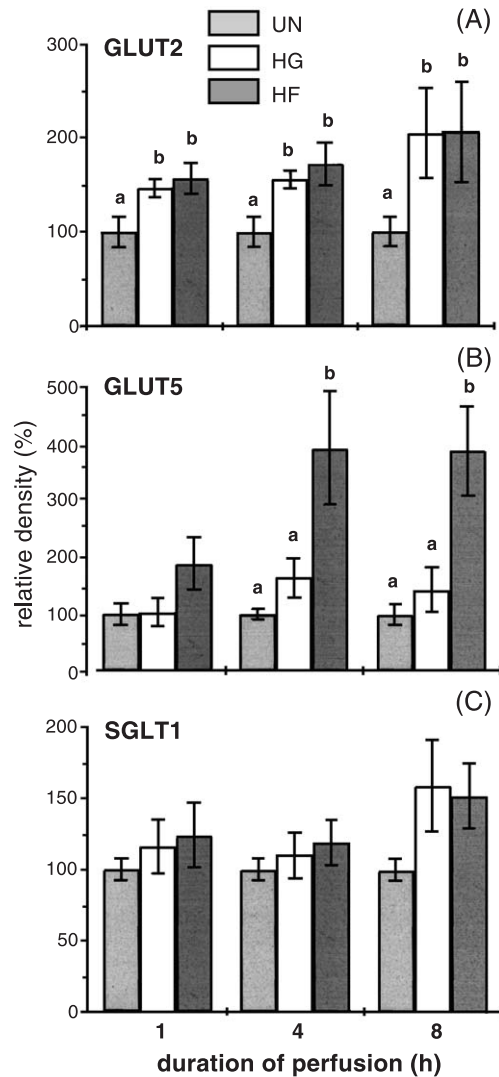 (A)
GLUT2
UN
HG
HF
300
200
100
0
a
b
b
a
b
b
a
b
b
(B)
GLUT5
500
400
300
200
100
0
a
a
b
a
a
b
relative density (%)
(C)
SGLT1
200
150
100
50
0
1 4 8
duration of perfusion (h)